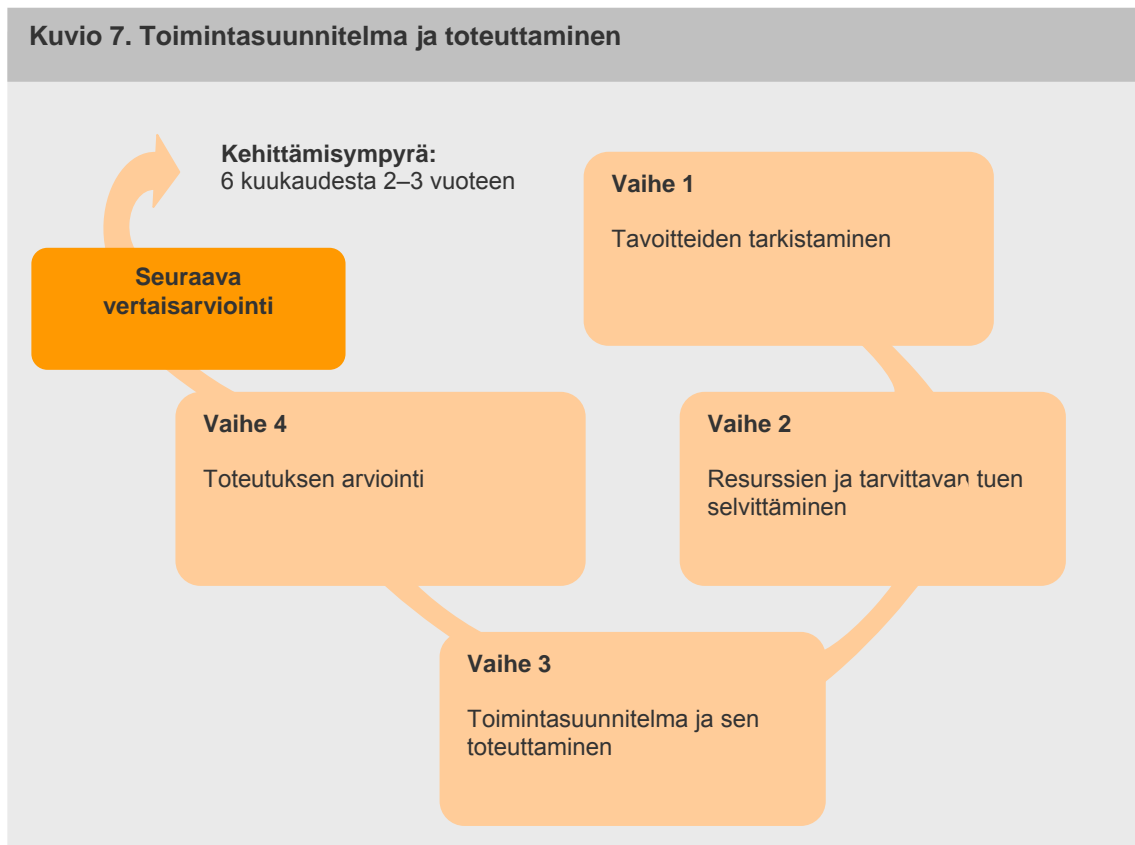 Kuvio 7. Toimintasuunnitelma ja toteuttaminen
Kehittämisympyrä:
6 kuukaudesta 2–3 vuoteen
Vaihe 1
Tavoitteiden tarkistaminen
Seuraava
vertaisarviointi
Vaihe 4
Toteutuksen arviointi
Vaihe 2
Resurssien ja tarvittavan tuen
selvittäminen
Vaihe 3
Toimintasuunnitelma ja sen
toteuttaminen